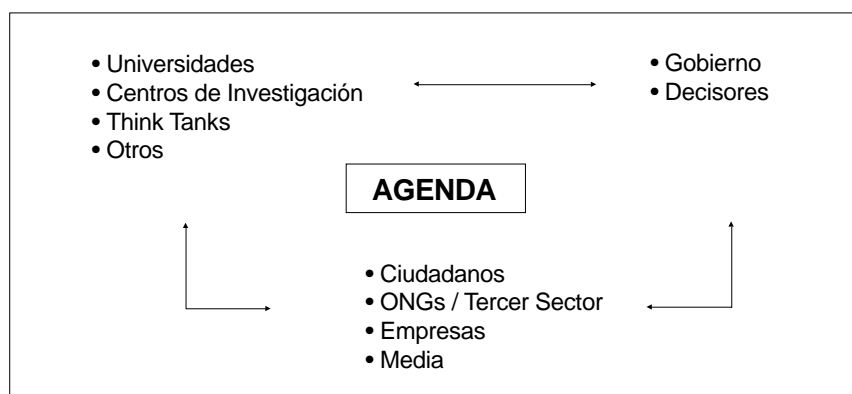 • Universidades
• Centros de Investigación
• Think Tanks
• Otros
• Gobierno
• Decisores
AGENDA
• Ciudadanos
• ONGs / Tercer Sector
• Empresas
• Media